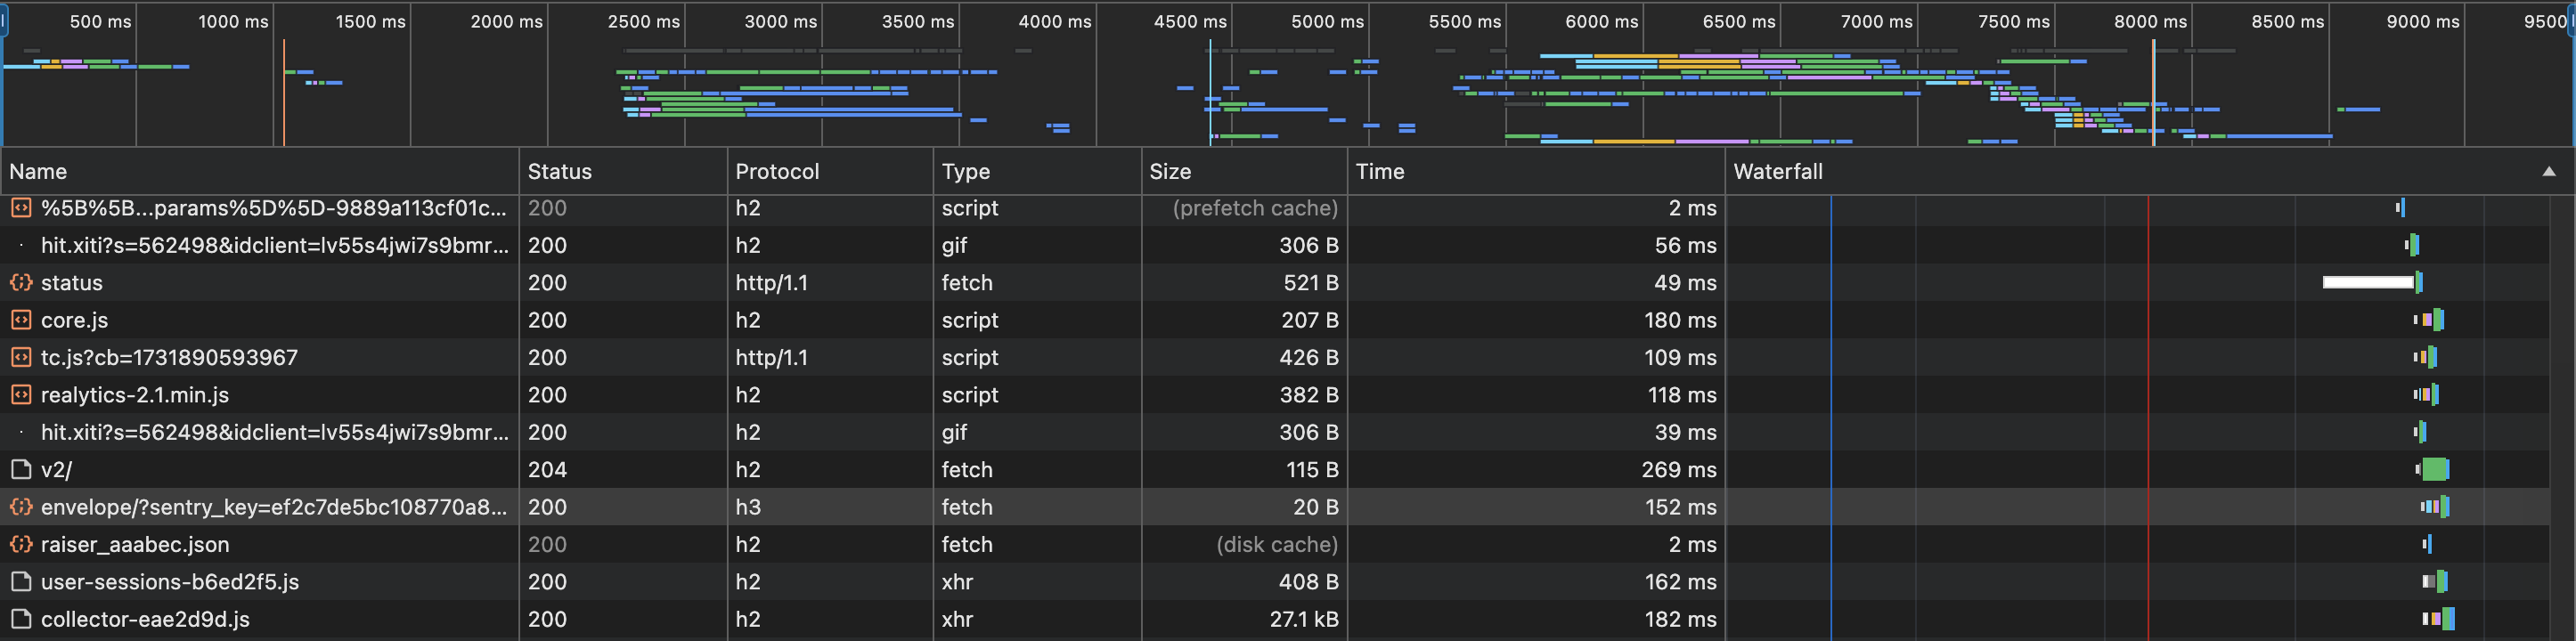 500 ms 1000 ms 1500 ms 2000 ms 2500 ms 3000 ms 3500 ms 4000 ms 4500 ms 5000 ms 5500 ms 6000 ms 6500 ms 7000 ms 7500 ms 8000 ms 8500 ms 9000 ms 9500
Name Status Protocol Type Size Time Waterfall
%5B%5B...params%5D%5D-9889a113cf01c... 200 h2 script (prefetch cache) 2 ms
hit.xiti?s=562498&idclient=lv55s4jwi7s9bmr... 200 h2 gif 306 B 56 ms
status 200 http/1.1 fetch 521 B 49 ms
core.js 200 h2 script 207 B 180 ms
tc.js?cb=1731890593967 200 http/1.1 script 426 B 109 ms
realytics-2.1.min.js 200 h2 script 382 B 118 ms
hit.xiti?s=562498&idclient=lv55s4jwi7s9bmr... 200 h2 gif 306 B 39 ms
v2/ 204 h2 fetch 115 B 269 ms
envelope/?sentry_key=ef2c7de5bc108770a8... 200 h3 fetch 20 B 152 ms
raiser_aaabec.json 200 h2 fetch (disk cache) 2 ms
user-sessions-b6ed2f5.js 200 h2 xhr 408 B 162 ms
collector-eae2d9d.js 200 h2 xhr 27.1 kB 182 ms